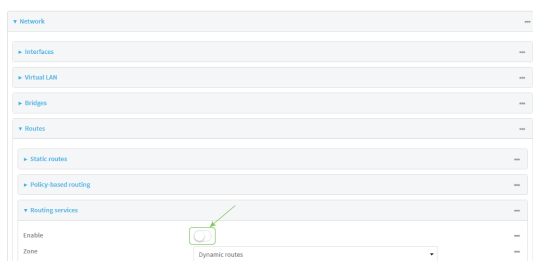 Network
Interfaces
Virtual LAN
Bridges
Routes
Static routes
Policy-based routing
Routing services
Enable
Zone
Dynamic routes